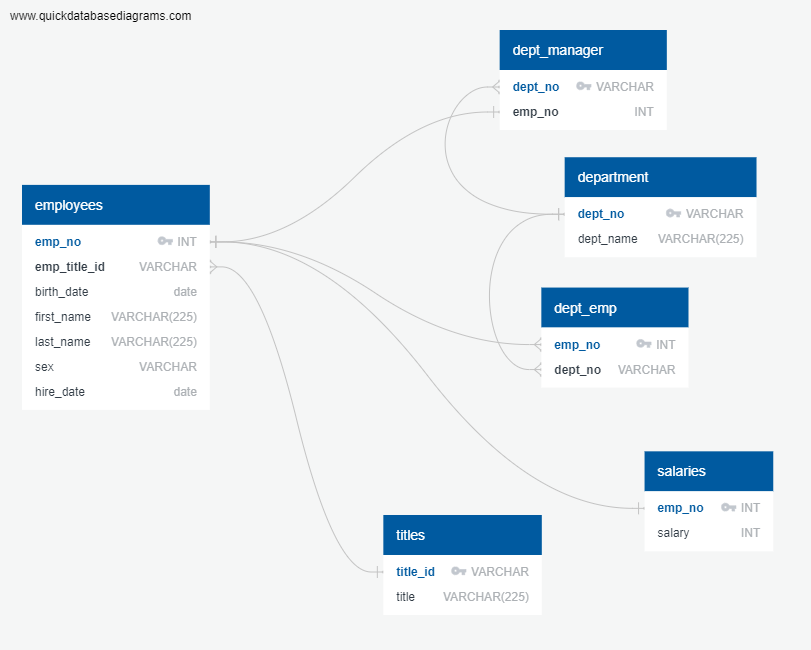 www.quickdatabasediagrams.com
dept_manager
dept_no VARCHAR
emp_no INT
department
dept_no VARCHAR
dept_name VARCHAR(225)
employees
emp_no INT
emp_title_id VARCHAR
birth_date date
first_name VARCHAR(225)
last_name VARCHAR(225)
sex VARCHAR
hire_date date
dept_emp
emp_no INT
dept_no VARCHAR
salaries
emp_no INT
salary INT
titles
title_id VARCHAR
title VARCHAR(225)